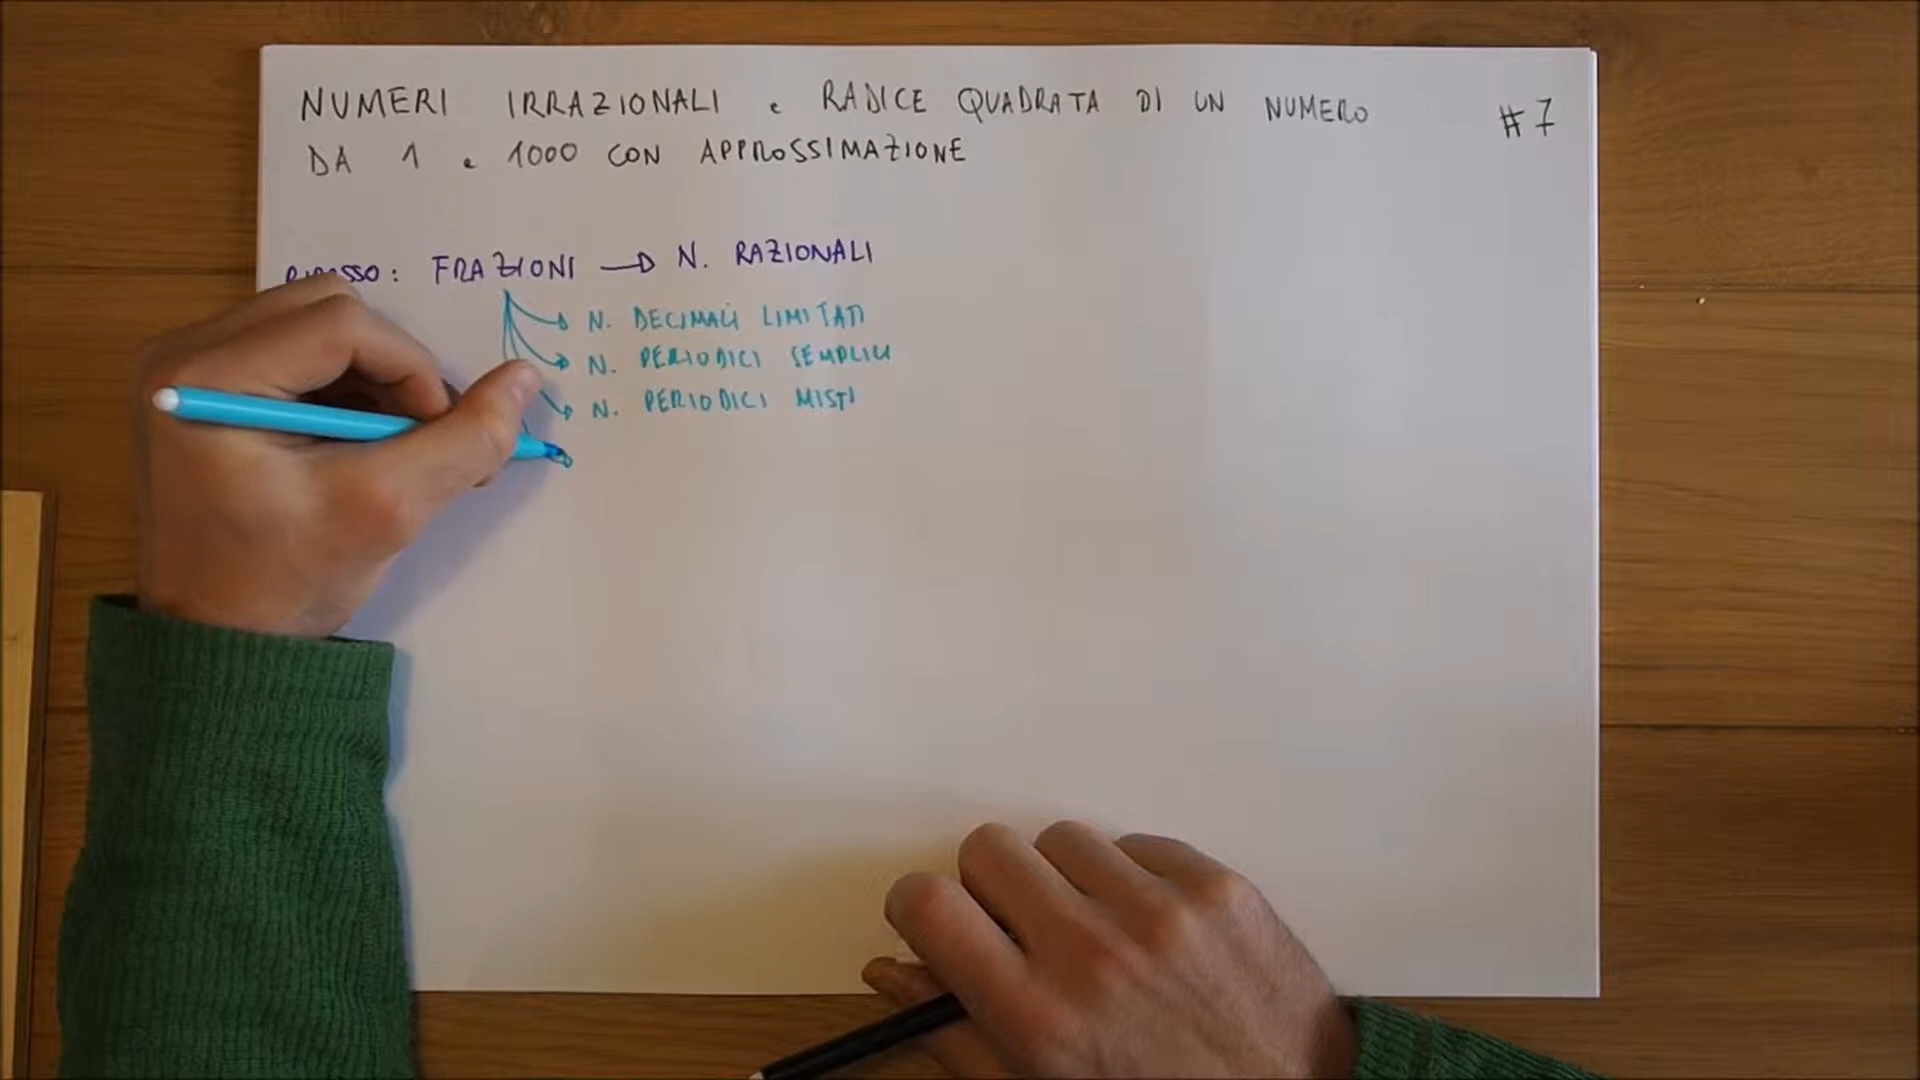 NUMERI IRRAZIONALI e RADICE QUADRATA DI UN NUMERO #7
DA 1 a 1000 CON APPROSSIMAZIONE
RIPASSO: FRAZIONI → N. RAZIONALI
→ N. DECIMALI LIMITATI
→ N. PERIODICI SEMPLICI
→ N. PERIODICI MISTI